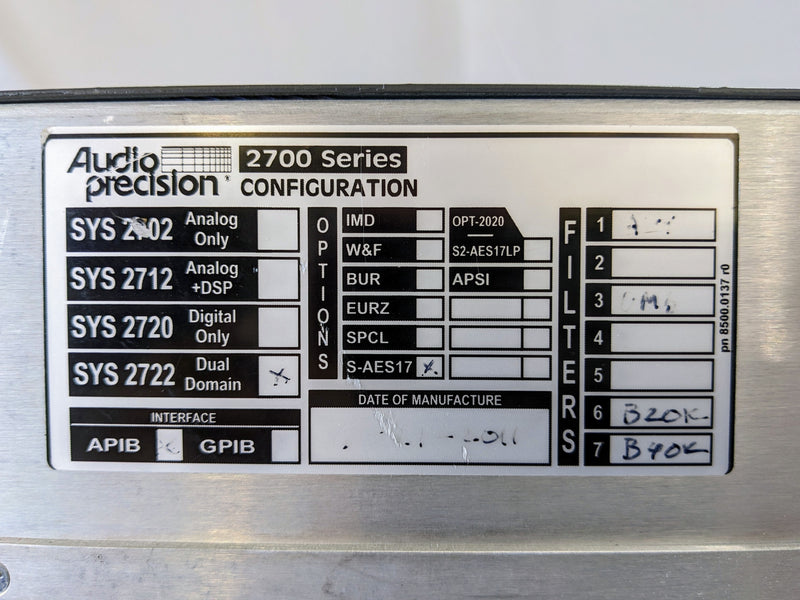 Audio precision
2700 Series
CONFIGURATION
SYS 2702 Analog Only
SYS 2712 Analog +DSP
SYS 2720 Digital Only
SYS 2722 Dual Domain X
INTERFACE
APIB GPIB
OPTIONS
IMD
W&F
BUR
EURZ
SPCL
S-AES17 X
OPT-2020
S2-AES17LP
APSI
DATE OF MANUFACTURE
FILTERS
1
2
3
4
5
6 B20K
7 B40K
pn 8500.0137 r0